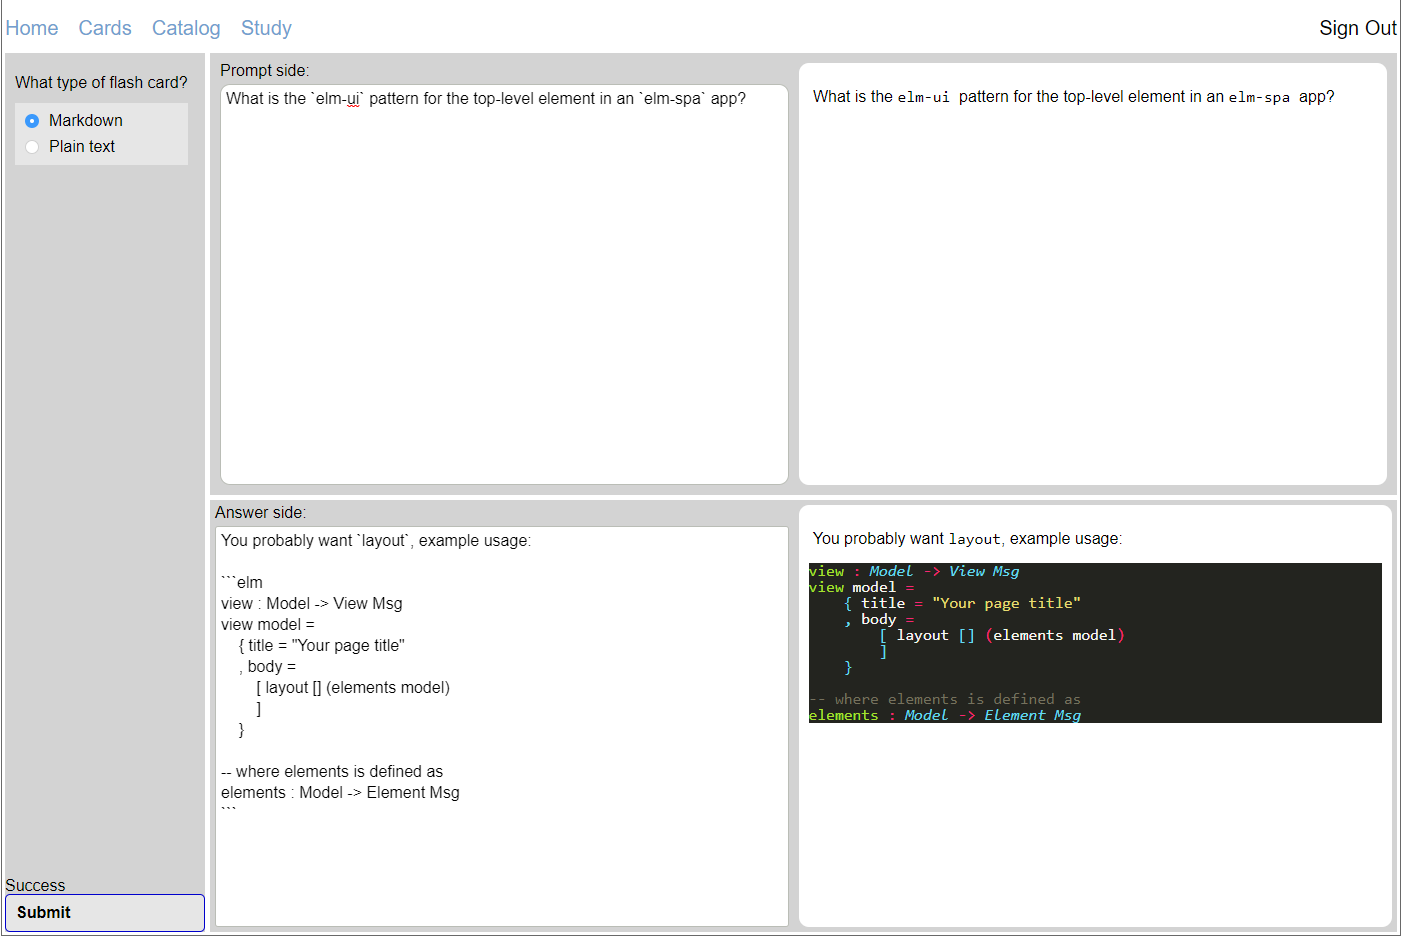 Home Cards Catalog Study Sign Out
What type of flash card?
Markdown
Plain text
Prompt side:
What is the `elm-ui` pattern for the top-level element in an `elm-spa` app?
What is the elm-ui pattern for the top-level element in an elm-spa app?
Answer side:
You probably want `layout`, example usage:

```elm
view : Model -> View Msg
view model =
    { title = "Your page title"
    , body =
        [ layout [] (elements model)
        ]
    }

-- where elements is defined as
elements : Model -> Element Msg
```
You probably want layout, example usage:
view : Model -> View Msg
view model =
    { title = "Your page title"
    , body =
        [ layout [] (elements model)
        ]
    }

-- where elements is defined as
elements : Model -> Element Msg
Success
Submit